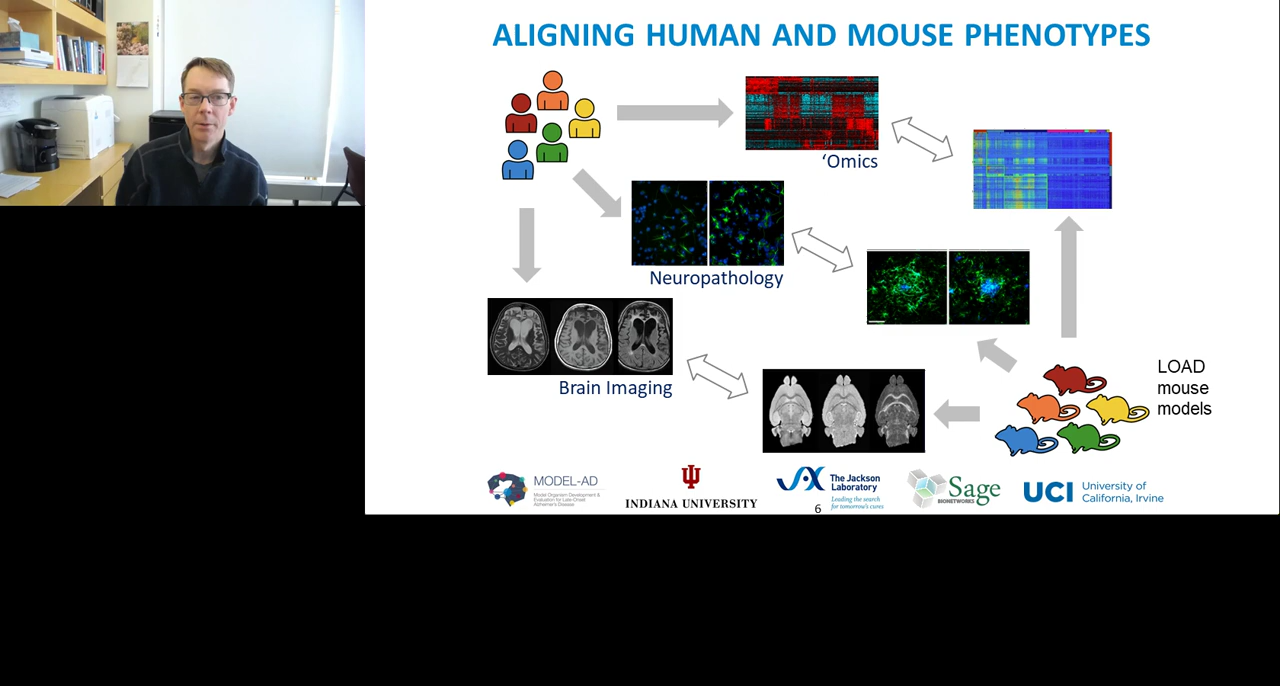 ALIGNING HUMAN AND MOUSE PHENOTYPES
‘Omics
Neuropathology
Brain Imaging
LOAD
mouse
models
MODEL-AD
Model Organism Development &
Evaluation for Late-Onset
Alzheimer's Disease
INDIANA UNIVERSITY
The Jackson
Laboratory
Leading the search
for tomorrow's cures
Sage
BIONETWORKS
UCI
University of
California, Irvine
6